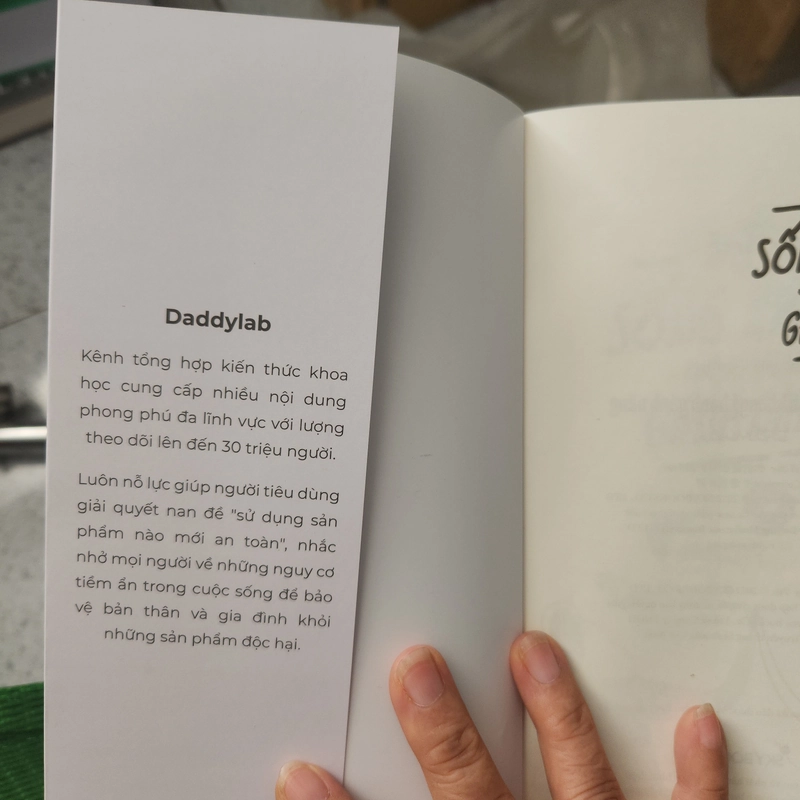 Daddylab
Kênh tổng hợp kiến thức khoa
học cung cấp nhiều nội dung
phong phú đa lĩnh vực với lượng
theo dõi lên đến 30 triệu người.
Luôn nỗ lực giúp người tiêu dùng
giải quyết nan đề "sử dụng sản
phẩm nào mới an toàn", nhắc
nhở mọi người về những nguy cơ
tiềm ẩn trong cuộc sống để bảo
vệ bản thân và gia đình khỏi
những sản phẩm độc hại.